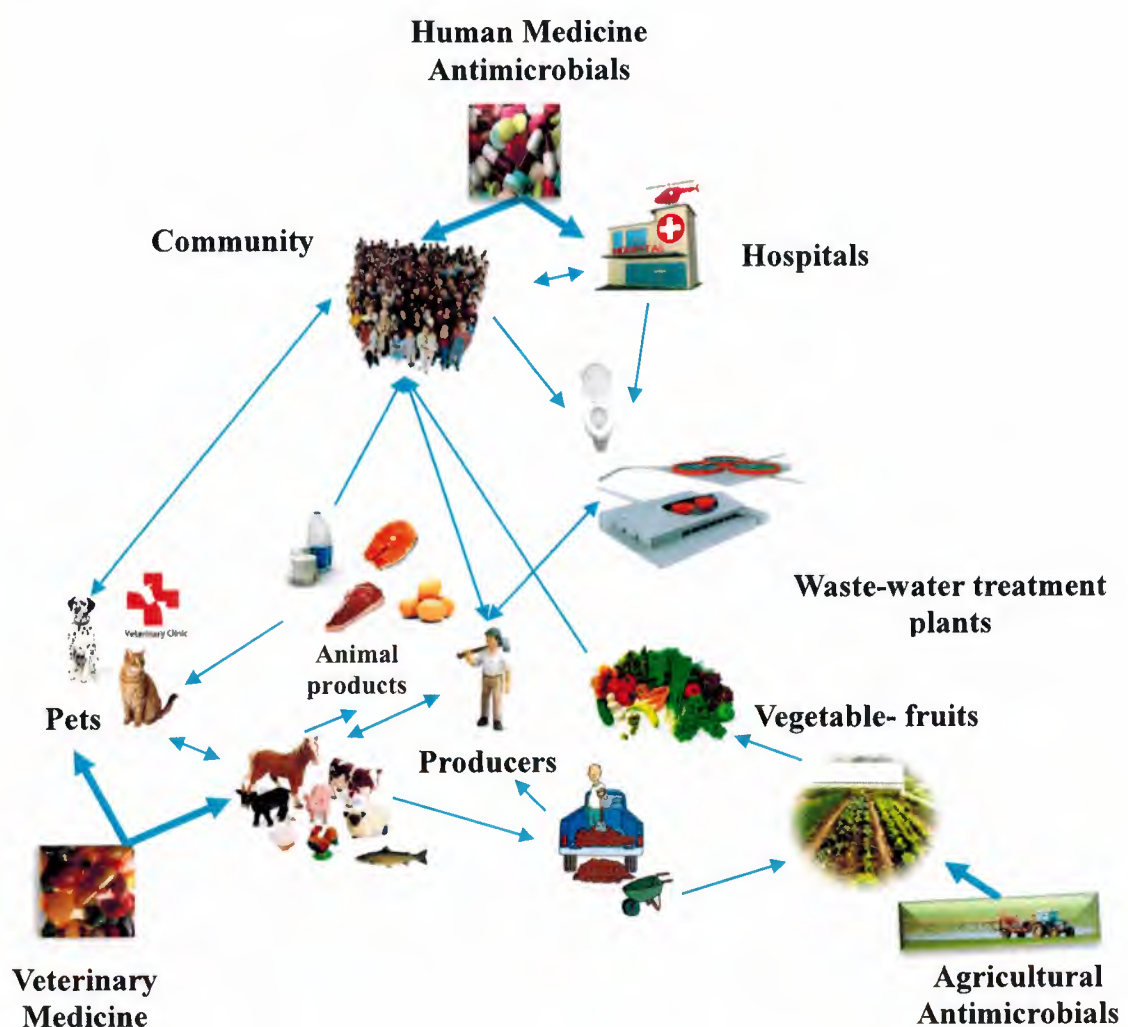 Human Medicine
Antimicrobials
Community
HOSPITAL
Hospitals
Waste-water treatment
plants
Veterinary Clinic
Animal
products
Pets
Vegetable- fruits
Producers
Veterinary
Medicine
Agricultural
Antimicrobials